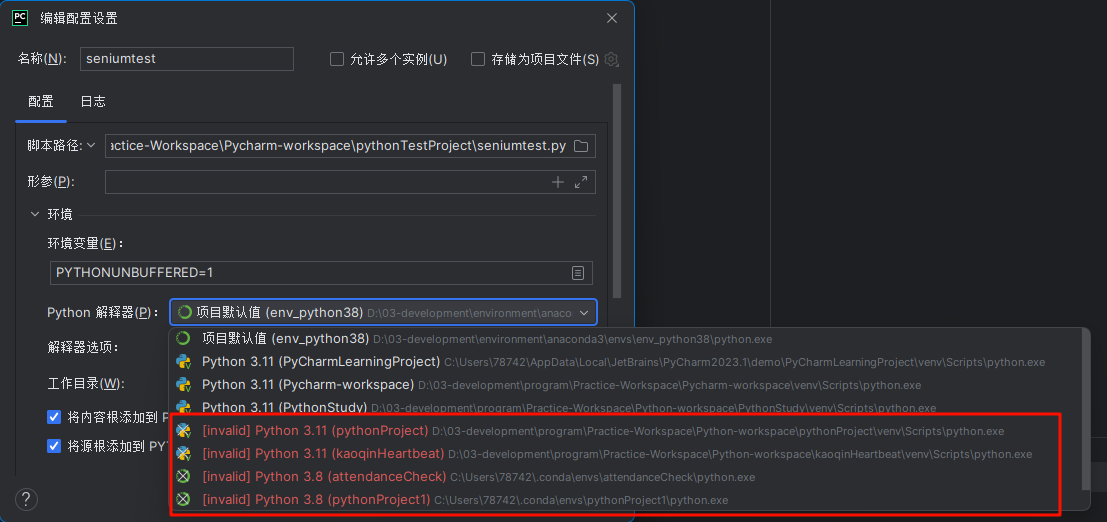 PC 编辑配置设置
名称(N): seniumtest 允许多个实例(U) 存储为项目文件(S)
配置 日志
脚本路径: actice-Workspace\Pycharm-workspace\pythonTestProject\seniumtest.py
形参(P):
环境
环境变量(E):
PYTHONUNBUFFERED=1
Python 解释器(P): 项目默认值 (env_python38) D:\03-development\environment\anaco
项目默认值 (env_python38) D:\03-development\environment\anaconda3\envs\env_python38\python.exe
解释器选项:
Python 3.11 (PyCharmLearningProject) C:\Users\78742\AppData\Local\JetBrains\PyCharm2023.1\demo\PyCharmLearningProject\venv\Scripts\python.exe
工作目录(W):
Python 3.11 (Pycharm-workspace) D:\03-development\program\Practice-Workspace\Pycharm-workspace\venv\Scripts\python.exe
Python 3.11 (PythonStudy) D:\03-development\program\Practice-Workspace\Python-workspace\PythonStudy\venv\Scripts\python.exe
将内容根添加到 P
[invalid] Python 3.11 (pythonProject) D:\03-development\program\Practice-Workspace\Python-workspace\pythonProject\venv\Scripts\python.exe
将源根添加到 PYT
[invalid] Python 3.11 (kaoqinHeartbeat) D:\03-development\program\Practice-Workspace\Python-workspace\kaoqinHeartbeat\venv\Scripts\python.exe
[invalid] Python 3.8 (attendanceCheck) C:\Users\78742\.conda\envs\attendanceCheck\python.exe
[invalid] Python 3.8 (pythonProject1) C:\Users\78742\.conda\envs\pythonProject1\python.exe
?